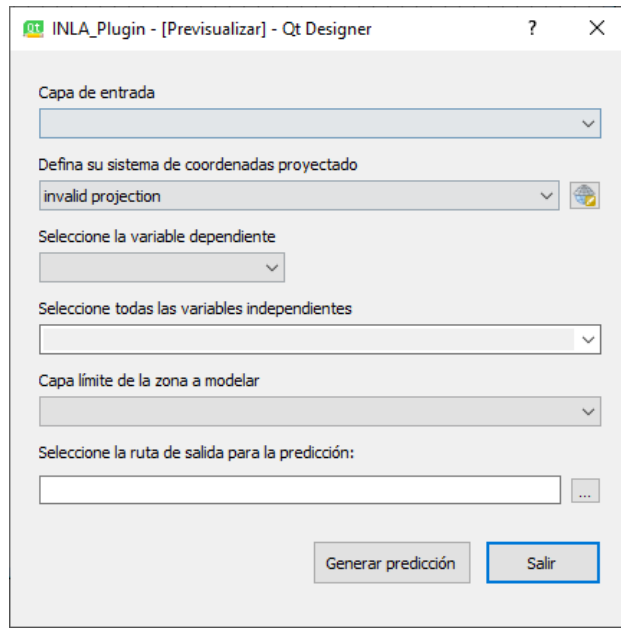 INLA_Plugin - [Previsualizar] - Qt Designer
Capa de entrada
Defina su sistema de coordenadas proyectado
invalid projection
Seleccione la variable dependiente
Seleccione todas las variables independientes
Capa límite de la zona a modelar
Seleccione la ruta de salida para la predicción:
...
Generar predicción
Salir